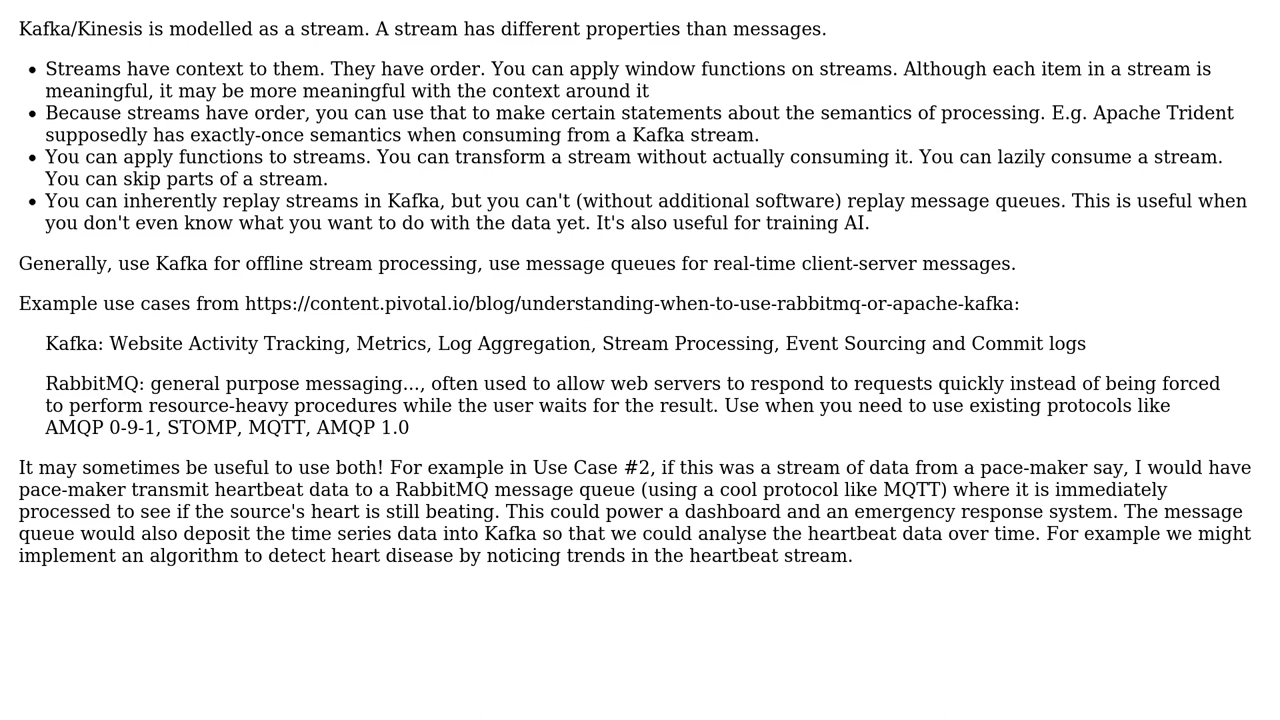 Kafka/Kinesis is modelled as a stream. A stream has different properties than messages.
• Streams have context to them. They have order. You can apply window functions on streams. Although each item in a stream is
meaningful, it may be more meaningful with the context around it
• Because streams have order, you can use that to make certain statements about the semantics of processing. E.g. Apache Trident
supposedly has exactly-once semantics when consuming from a Kafka stream.
• You can apply functions to streams. You can transform a stream without actually consuming it. You can lazily consume a stream.
You can skip parts of a stream.
• You can inherently replay streams in Kafka, but you can't (without additional software) replay message queues. This is useful when
you don't even know what you want to do with the data yet. It's also useful for training AI.
Generally, use Kafka for offline stream processing, use message queues for real-time client-server messages.
Example use cases from https://content.pivotal.io/blog/understanding-when-to-use-rabbitmq-or-apache-kafka:
Kafka: Website Activity Tracking, Metrics, Log Aggregation, Stream Processing, Event Sourcing and Commit logs
RabbitMQ: general purpose messaging..., often used to allow web servers to respond to requests quickly instead of being forced
to perform resource-heavy procedures while the user waits for the result. Use when you need to use existing protocols like
AMQP 0-9-1, STOMP, MQTT, AMQP 1.0
It may sometimes be useful to use both! For example in Use Case #2, if this was a stream of data from a pace-maker say, I would have
pace-maker transmit heartbeat data to a RabbitMQ message queue (using a cool protocol like MQTT) where it is immediately
processed to see if the source's heart is still beating. This could power a dashboard and an emergency response system. The message
queue would also deposit the time series data into Kafka so that we could analyse the heartbeat data over time. For example we might
implement an algorithm to detect heart disease by noticing trends in the heartbeat stream.